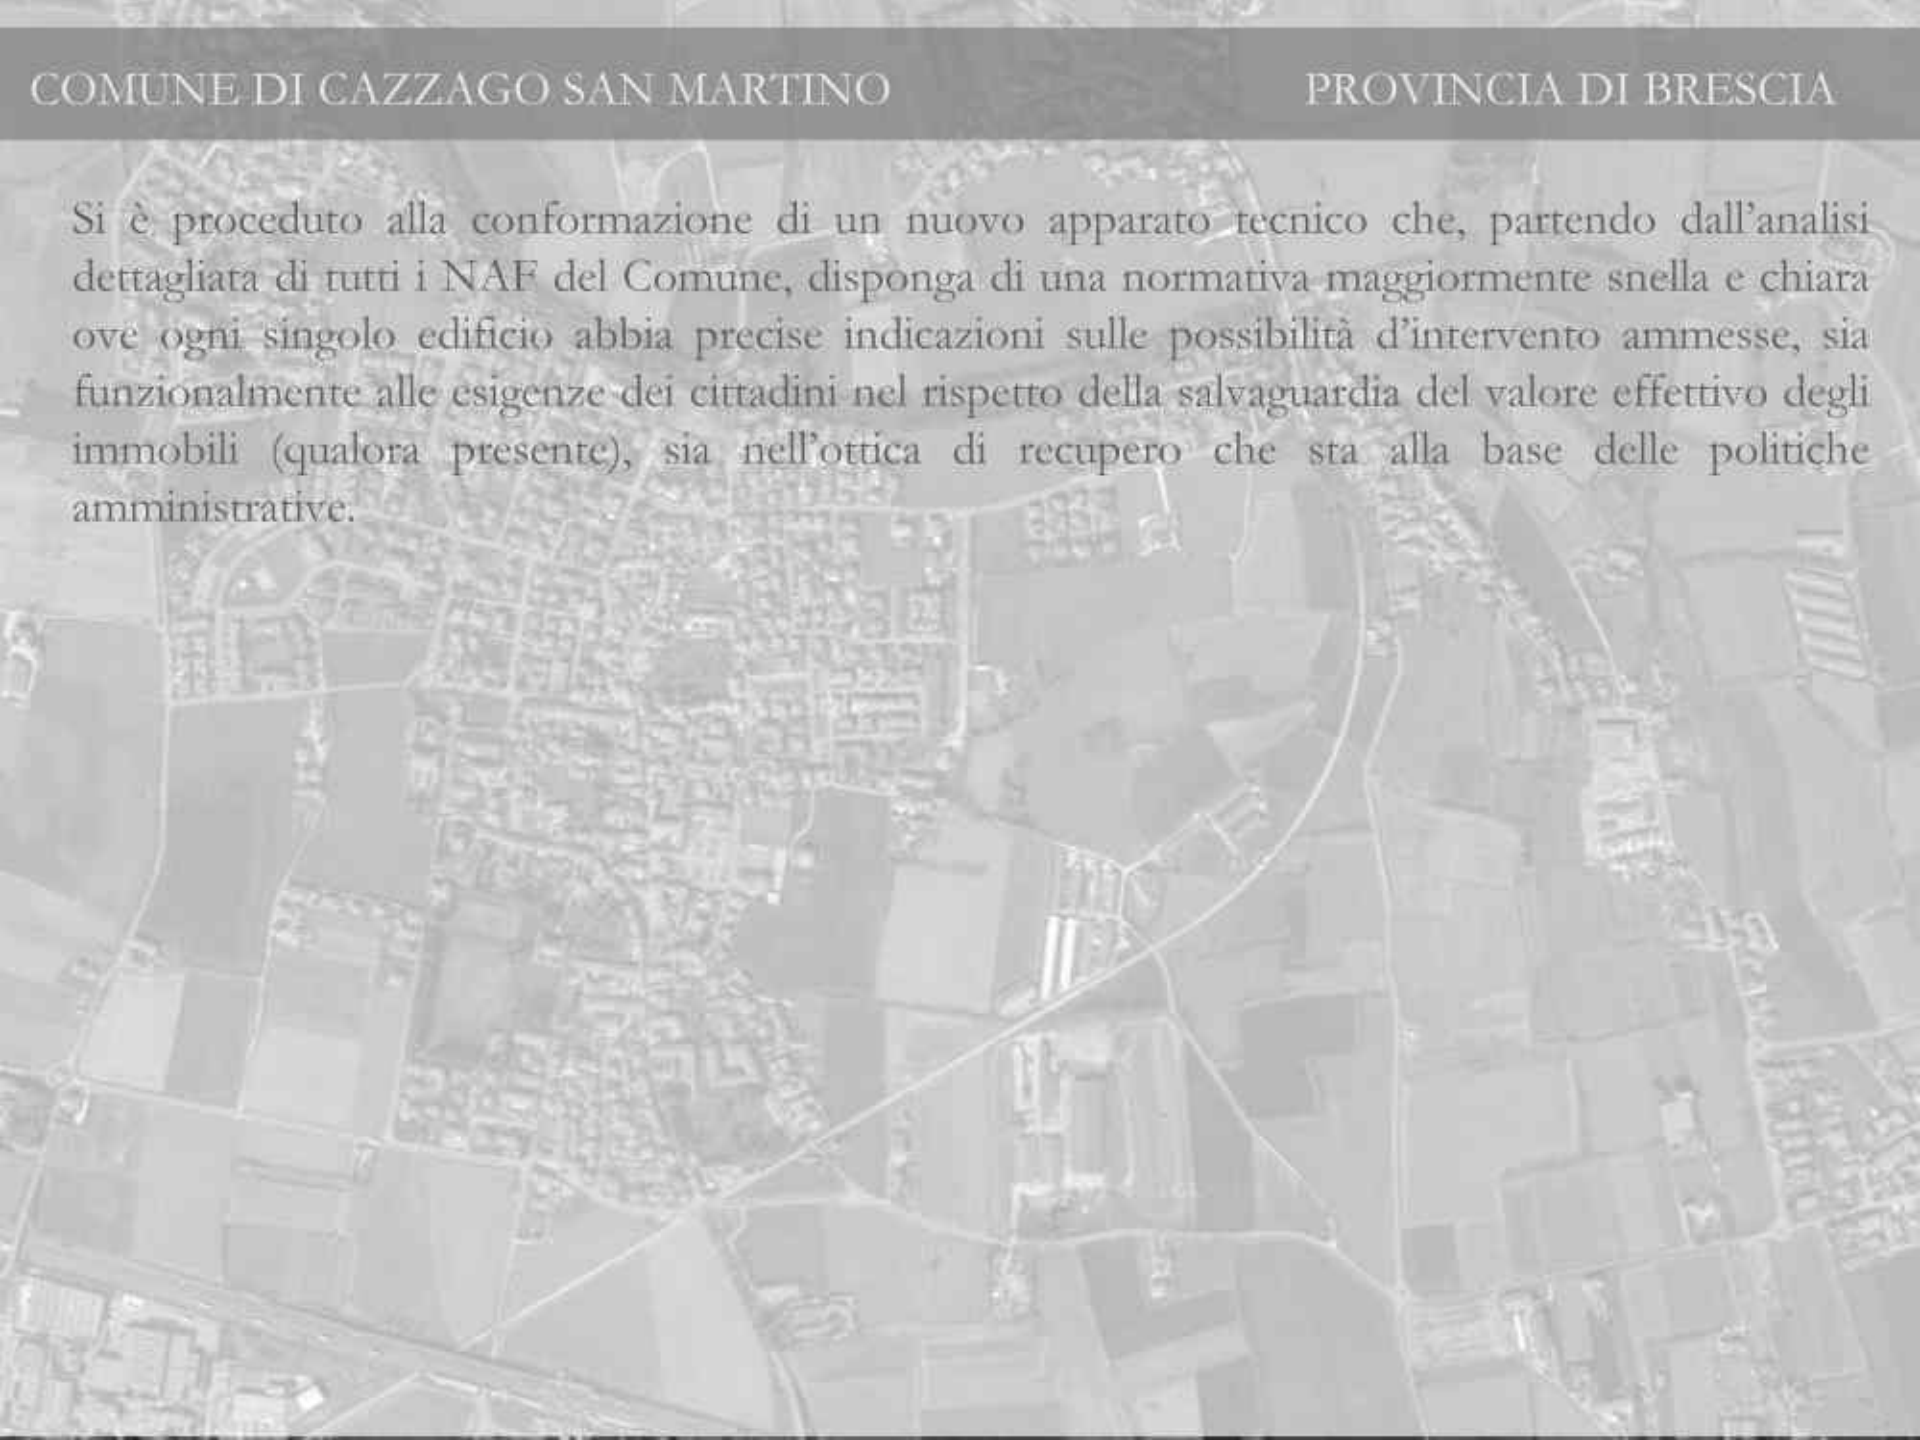 COMUNE DI CAZZAGO SAN MARTINO PROVINCIA DI BRESCIA
Si è proceduto alla conformazione di un nuovo apparato tecnico che, partendo dall'analisi
dettagliata di tutti i NAF del Comune, disponga di una normativa maggiormente snella e chiara
ove ogni singolo edificio abbia precise indicazioni sulle possibilità d'intervento ammesse, sia
funzionalmente alle esigenze dei cittadini nel rispetto della salvaguardia del valore effettivo degli
immobili (qualora presente), sia nell'ottica di recupero che sta alla base delle politiche
amministrative.